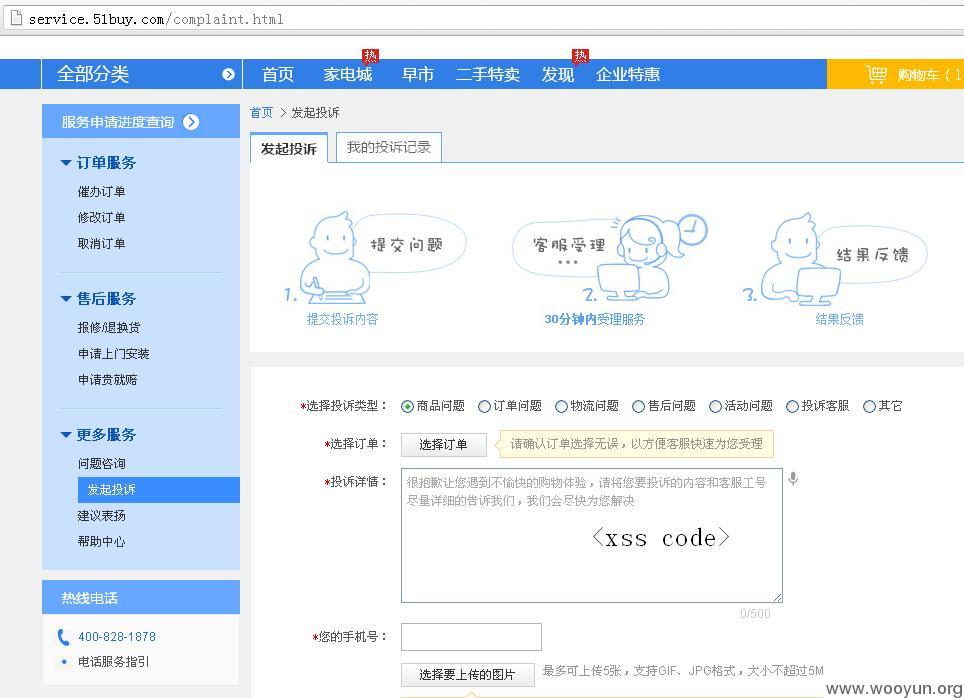 service.51buy.com/complaint.html
热 热
全部分类 首页 家电城 早市 二手特卖 发现 企业特惠 购物车 ( 1
服务申请进度查询
首页 > 发起投诉
发起投诉 我的投诉记录
订单服务
催办订单
修改订单
取消订单
售后服务
报修/退换货
申请上门安装
申请贵就赔
更多服务
问题咨询
发起投诉
建议表扬
帮助中心
热线电话
400-828-1878
电话服务指引
提交问题
客服受理
...
结果反馈
1. 2. 3.
提交投诉内容 30分钟内受理服务 结果反馈
*选择投诉类型： 商品问题 订单问题 物流问题 售后问题 活动问题 投诉客服 其它
*选择订单： 选择订单 请确认订单选择无误，以方便客服快速为您受理
*投诉详情： 很抱歉让您遇到不愉快的购物体验，请将您要投诉的内容和客服工号
尽量详细的告诉我们，我们会尽快为您解决
<xss code>
0/500
*您的手机号：
选择要上传的图片 最多可上传5张，支持GIF、JPG格式，大小不超过5M
www.wooyun.org